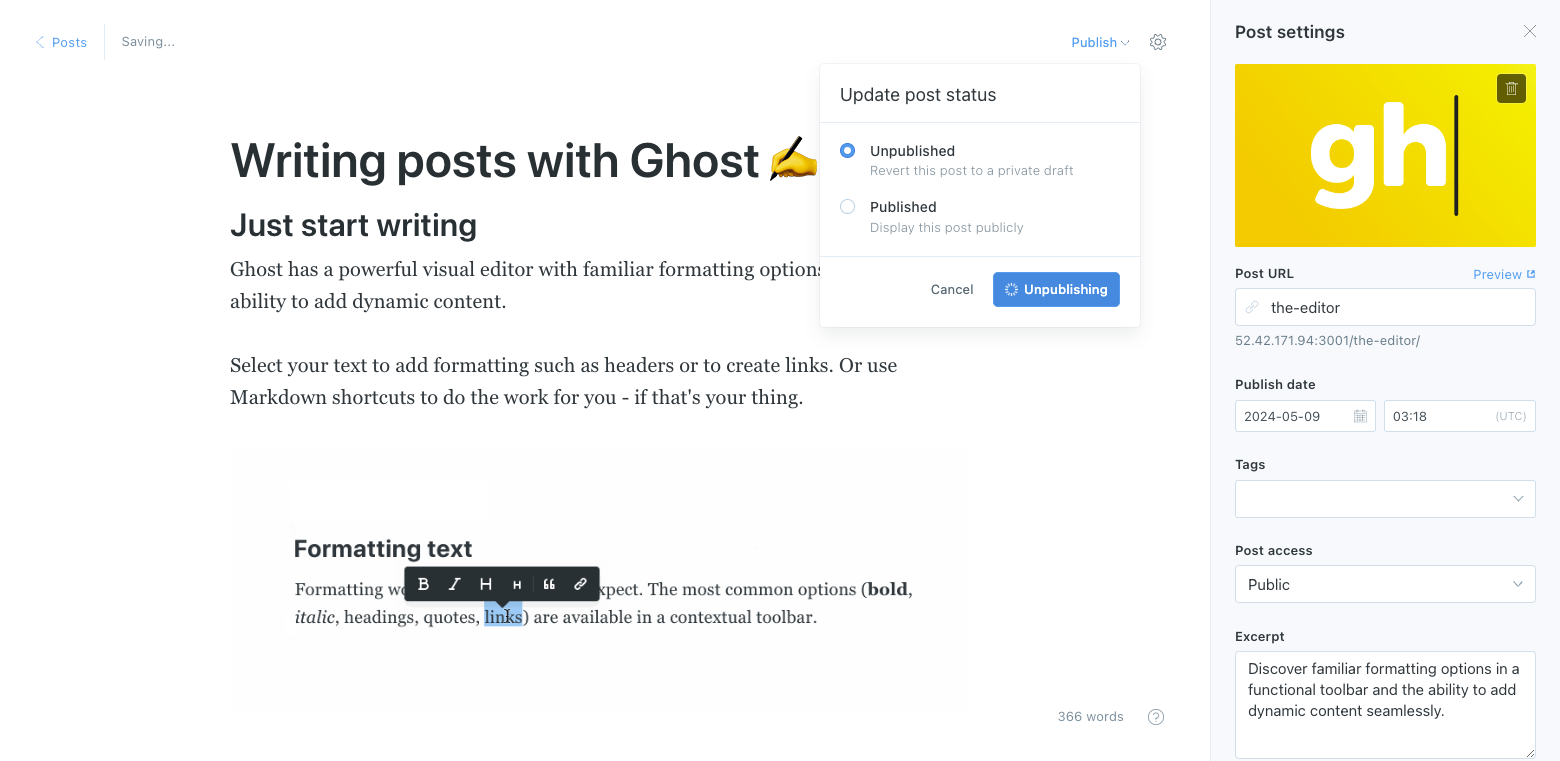 Posts
Saving...
Publish
Update post status
Unpublished
Revert this post to a private draft
Published
Display this post publicly
Cancel
Unpublishing
Writing posts with Ghost ✍
Just start writing
Ghost has a powerful visual editor with familiar formatting options
ability to add dynamic content.
Select your text to add formatting such as headers or to create links. Or use
Markdown shortcuts to do the work for you - if that's your thing.
Formatting text
B I H H
Formatting wo xpect. The most common options (bold,
italic, headings, quotes, links) are available in a contextual toolbar.
366 words
?
Post settings
gh
Post URL
Preview
the-editor
52.42.171.94:3001/the-editor/
Publish date
2024-05-09
03:18
(UTC)
Tags
Post access
Public
Excerpt
Discover familiar formatting options in a
functional toolbar and the ability to add
dynamic content seamlessly.